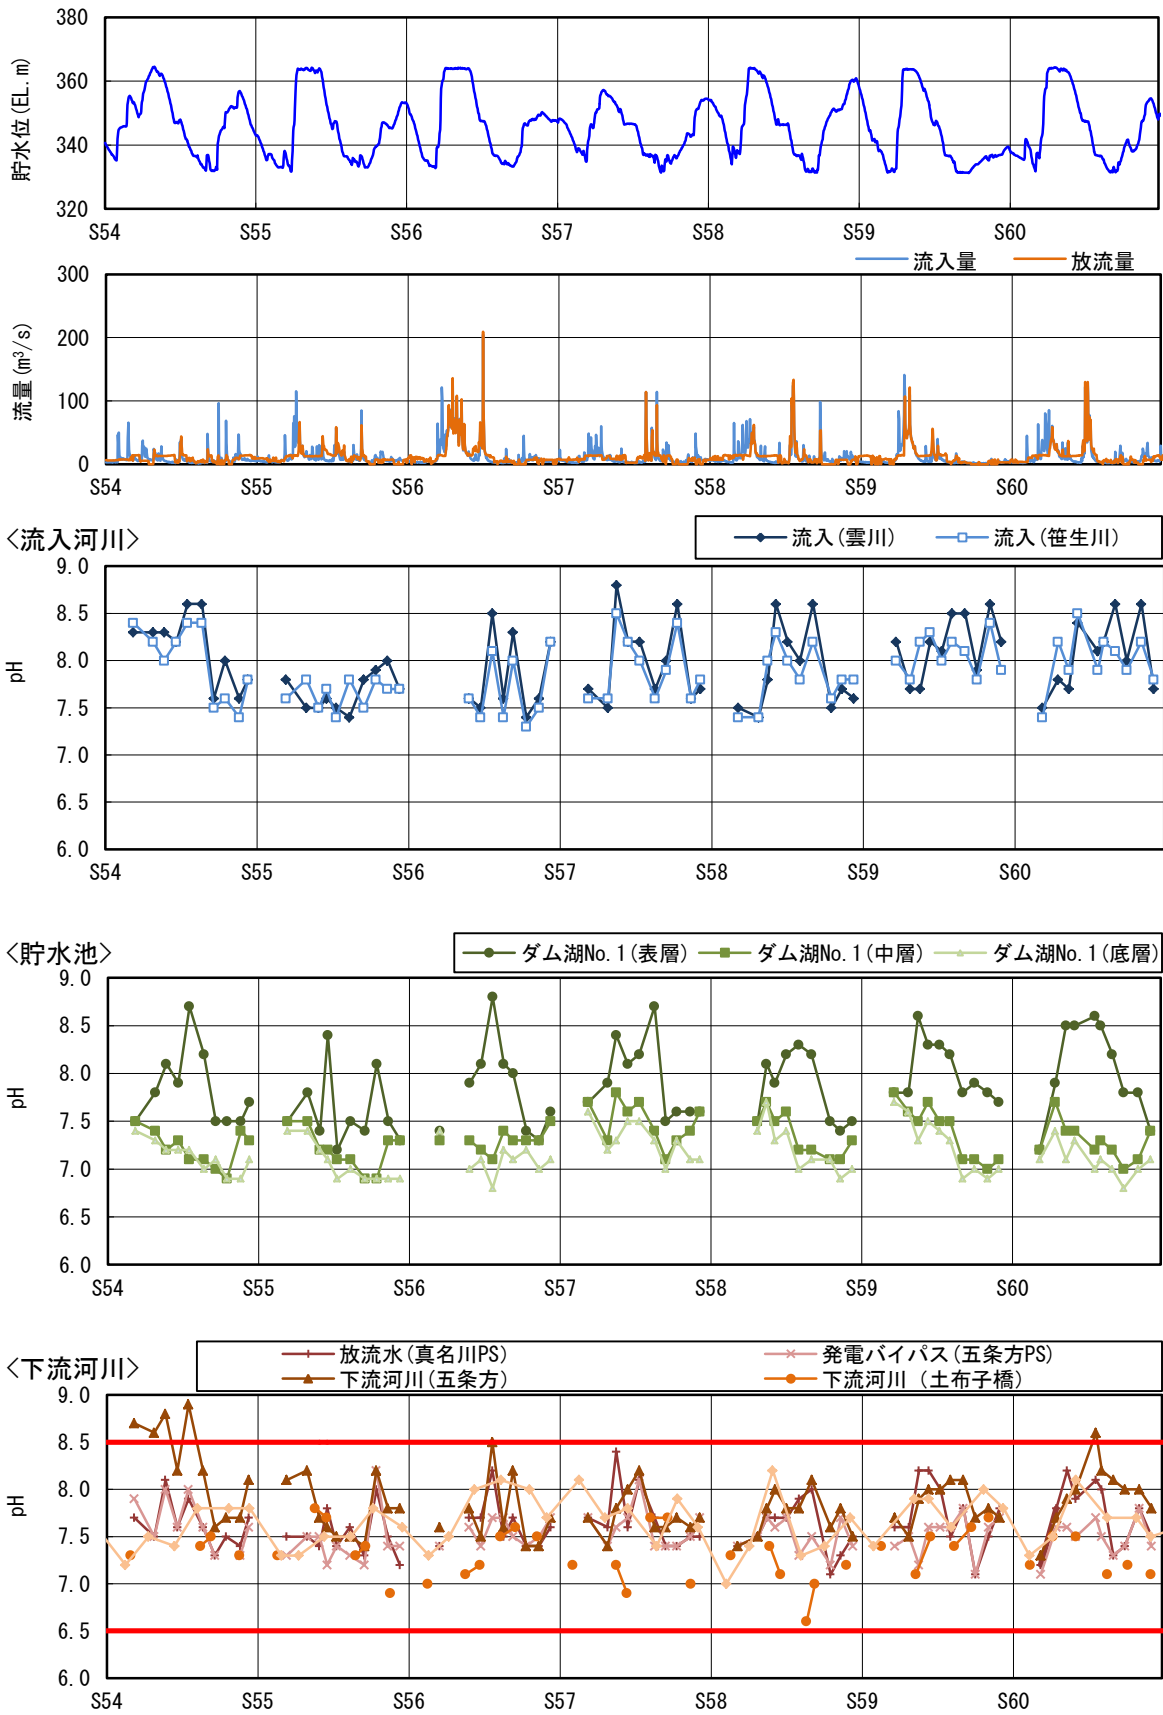 380
360
340
320
貯水位(EL.m)
S54 S55 S56 S57 S58 S59 S60
流入量 放流量
300
200
100
0
流量(m³/s)
S54 S55 S56 S57 S58 S59 S60
<流入河川>
流入(雲川) 流入(笹生川)
9.0
8.5
8.0
7.5
7.0
6.5
6.0
pH
S54 S55 S56 S57 S58 S59 S60
<貯水池>
ダム湖No.1(表層) ダム湖No.1(中層) ダム湖No.1(底層)
9.0
8.5
8.0
7.5
7.0
6.5
6.0
pH
S54 S55 S56 S57 S58 S59 S60
<下流河川>
放流水(真名川PS) 発電バイパス(五条方PS)
下流河川(五条方) 下流河川(土布子橋)
9.0
8.5
8.0
7.5
7.0
6.5
6.0
pH
S54 S55 S56 S57 S58 S59 S60